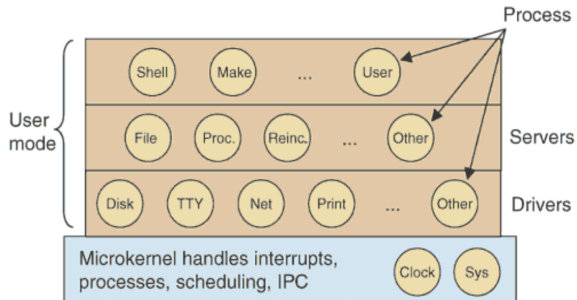 Process
Shell Make ... User
User
mode
File Proc. Reinc. ... Other Servers
Disk TTY Net Print ... Other Drivers
Microkernel handles interrupts,
processes, scheduling, IPC
Clock Sys